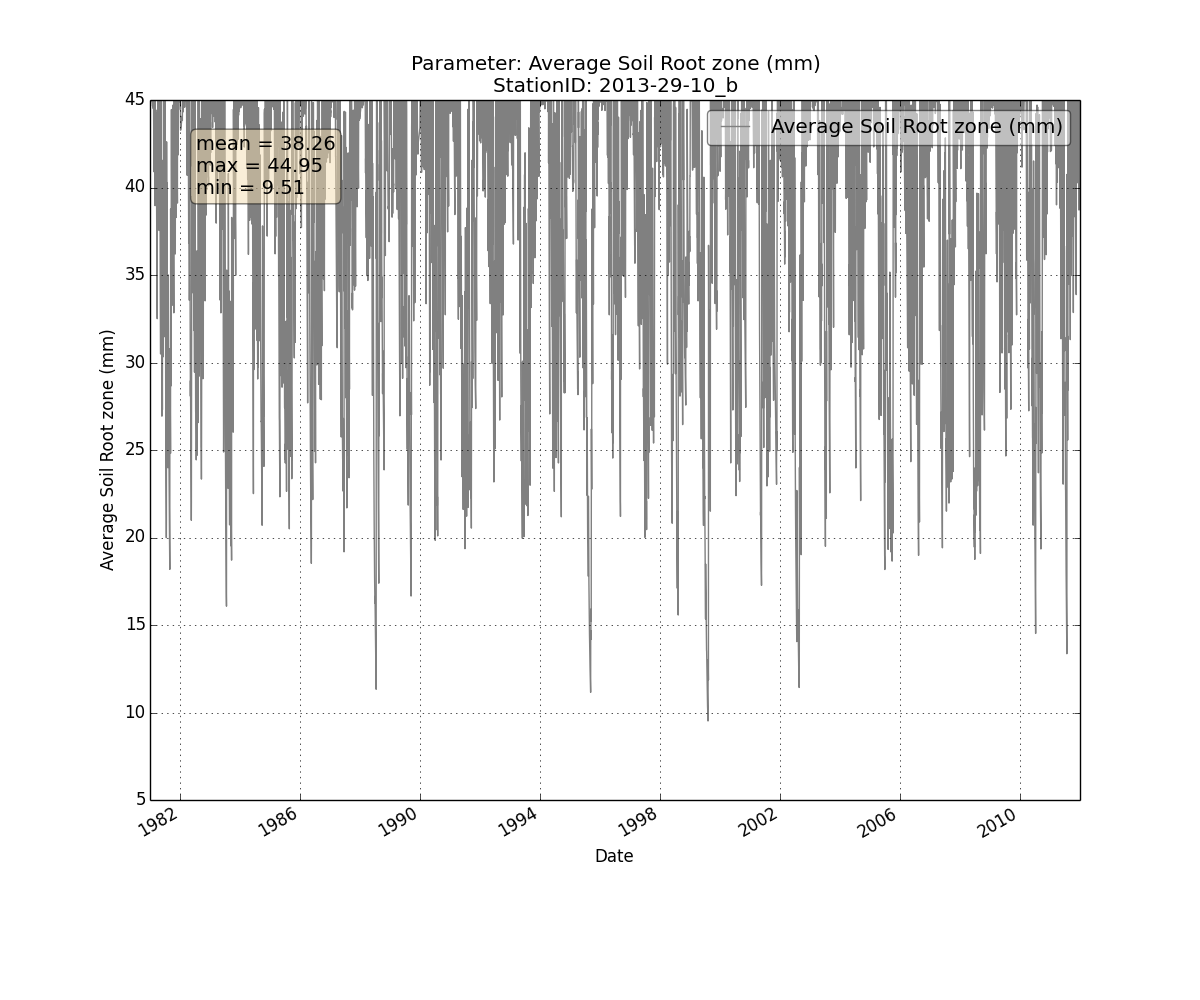 Parameter: Average Soil Root zone (mm)
StationID: 2013-29-10_b
45
40
35
30
25
20
15
10
5
Average Soil Root zone (mm)
mean = 38.26
max = 44.95
min = 9.51
Average Soil Root zone (mm)
1982
1986
1990
1994
1998
2002
2006
2010
Date